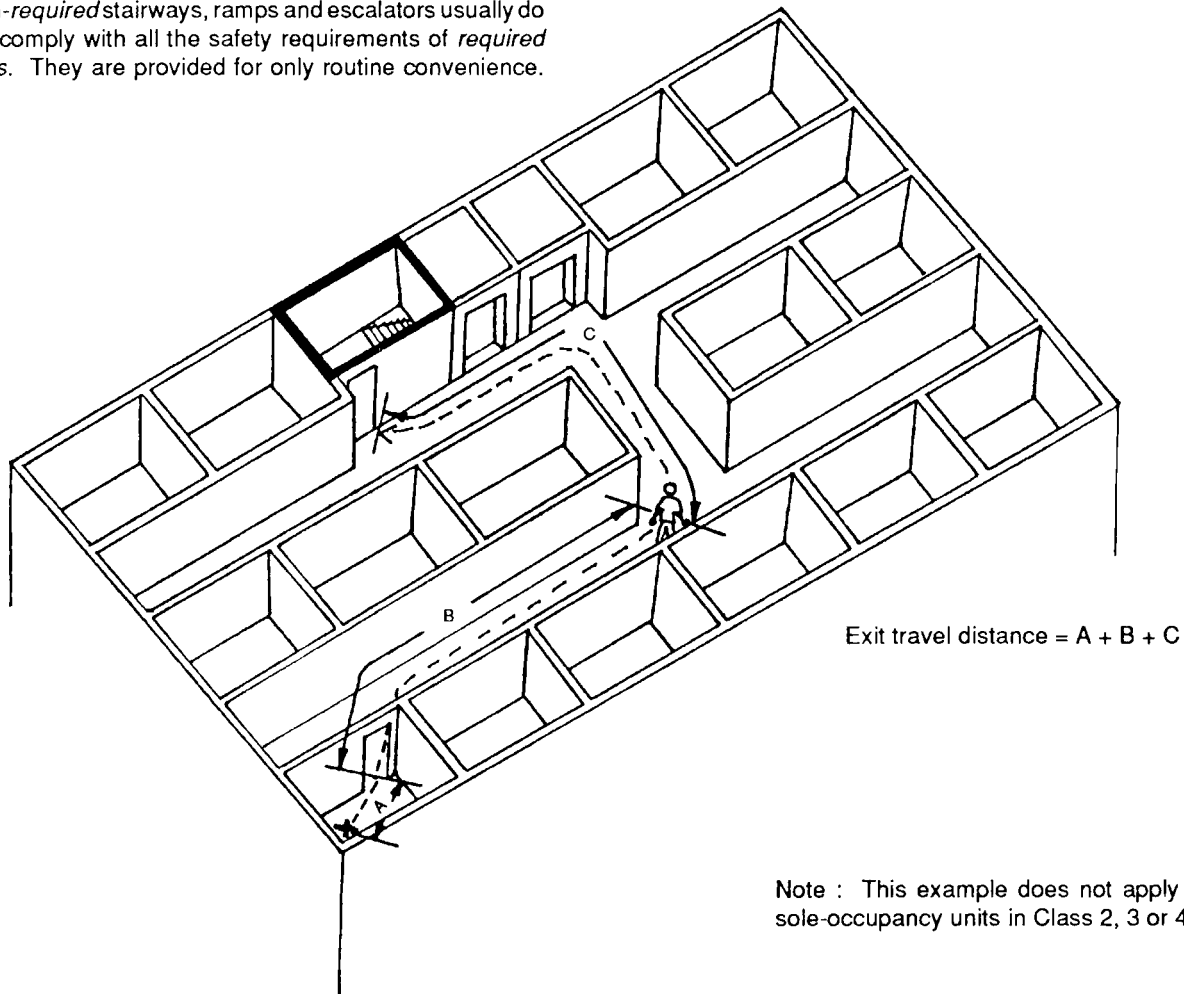 -required stairways, ramps and escalators usually do
comply with all the safety requirements of required
s. They are provided for only routine convenience.
C
B
Exit travel distance = A + B + C
A
Note : This example does not apply
sole-occupancy units in Class 2, 3 or 4